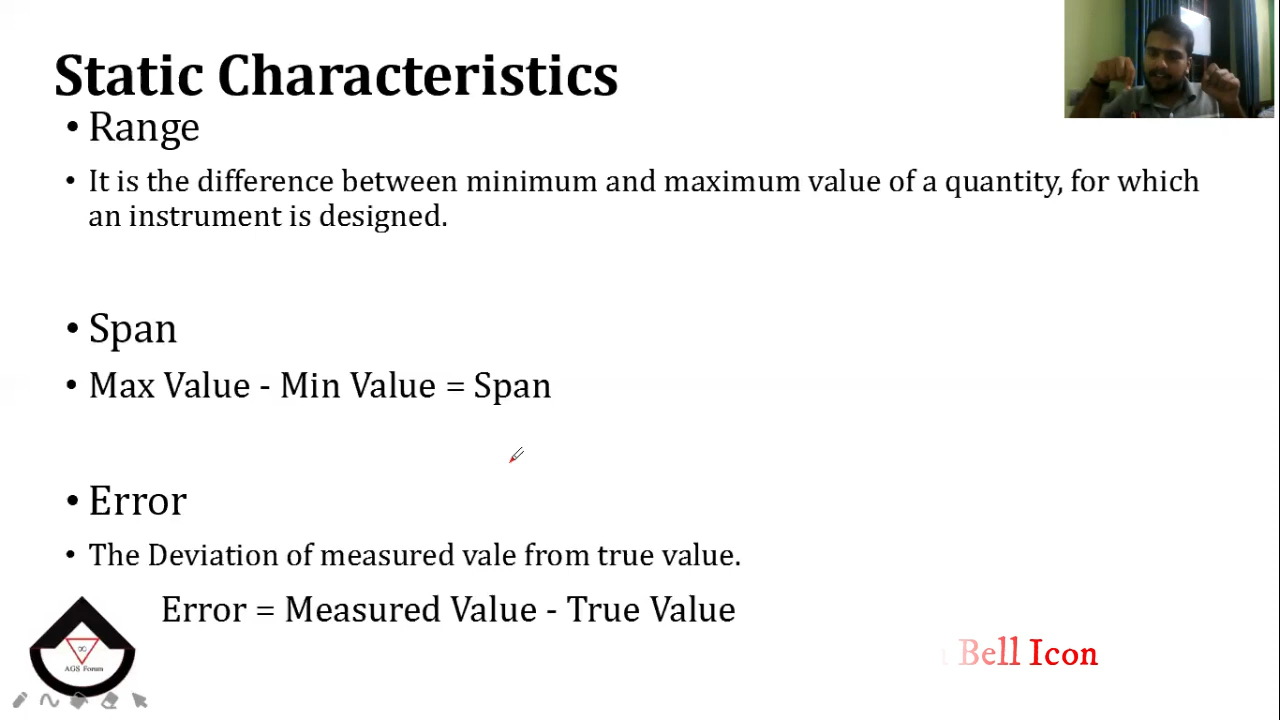 Static Characteristics
• Range
• It is the difference between minimum and maximum value of a quantity, for which
an instrument is designed.
• Span
• Max Value - Min Value = Span
• Error
• The Deviation of measured vale from true value.
Error = Measured Value - True Value
∞
AGS Forum
Bell Icon